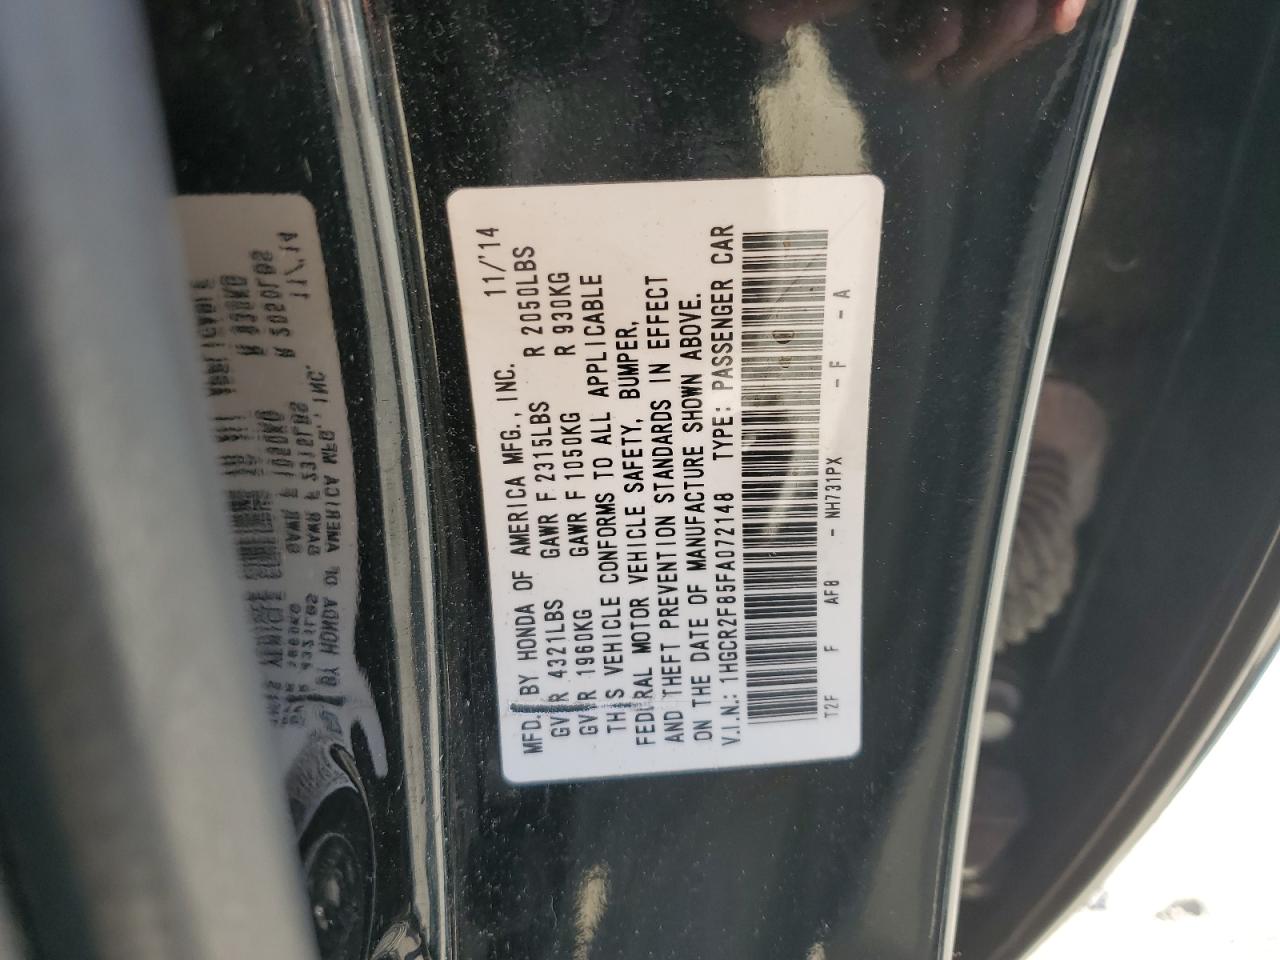 MFD. BY HONDA OF AMERICA MFG., INC. 11/'14
GVWR 4321LBS GAWR F 2315LBS R 2050LBS
GVWR 1960KG GAWR F 1050KG R 930KG
THIS VEHICLE CONFORMS TO ALL APPLICABLE
FEDERAL MOTOR VEHICLE SAFETY, BUMPER,
AND THEFT PREVENTION STANDARDS IN EFFECT
ON THE DATE OF MANUFACTURE SHOWN ABOVE.
V.I.N.: 1HGCR2F85FA072148 TYPE: PASSENGER CAR
T2F F AF8 - NH731PX - F - A